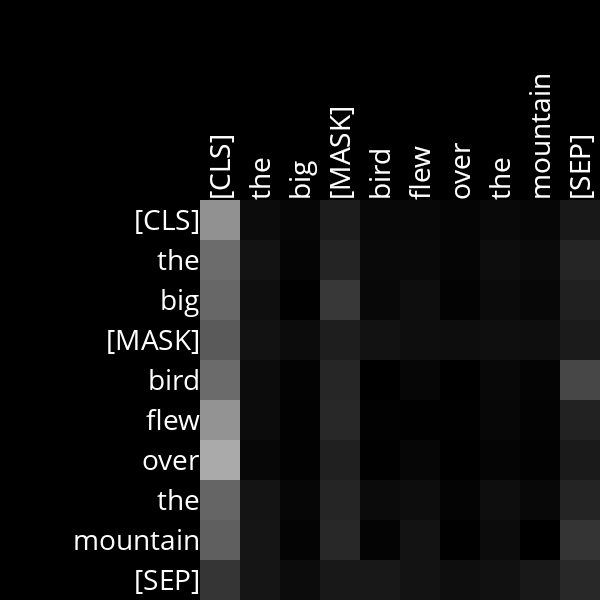 [CLS] the big [MASK] bird flew over the mountain [SEP]
[CLS]
the
big
[MASK]
bird
flew
over
the
mountain
[SEP]